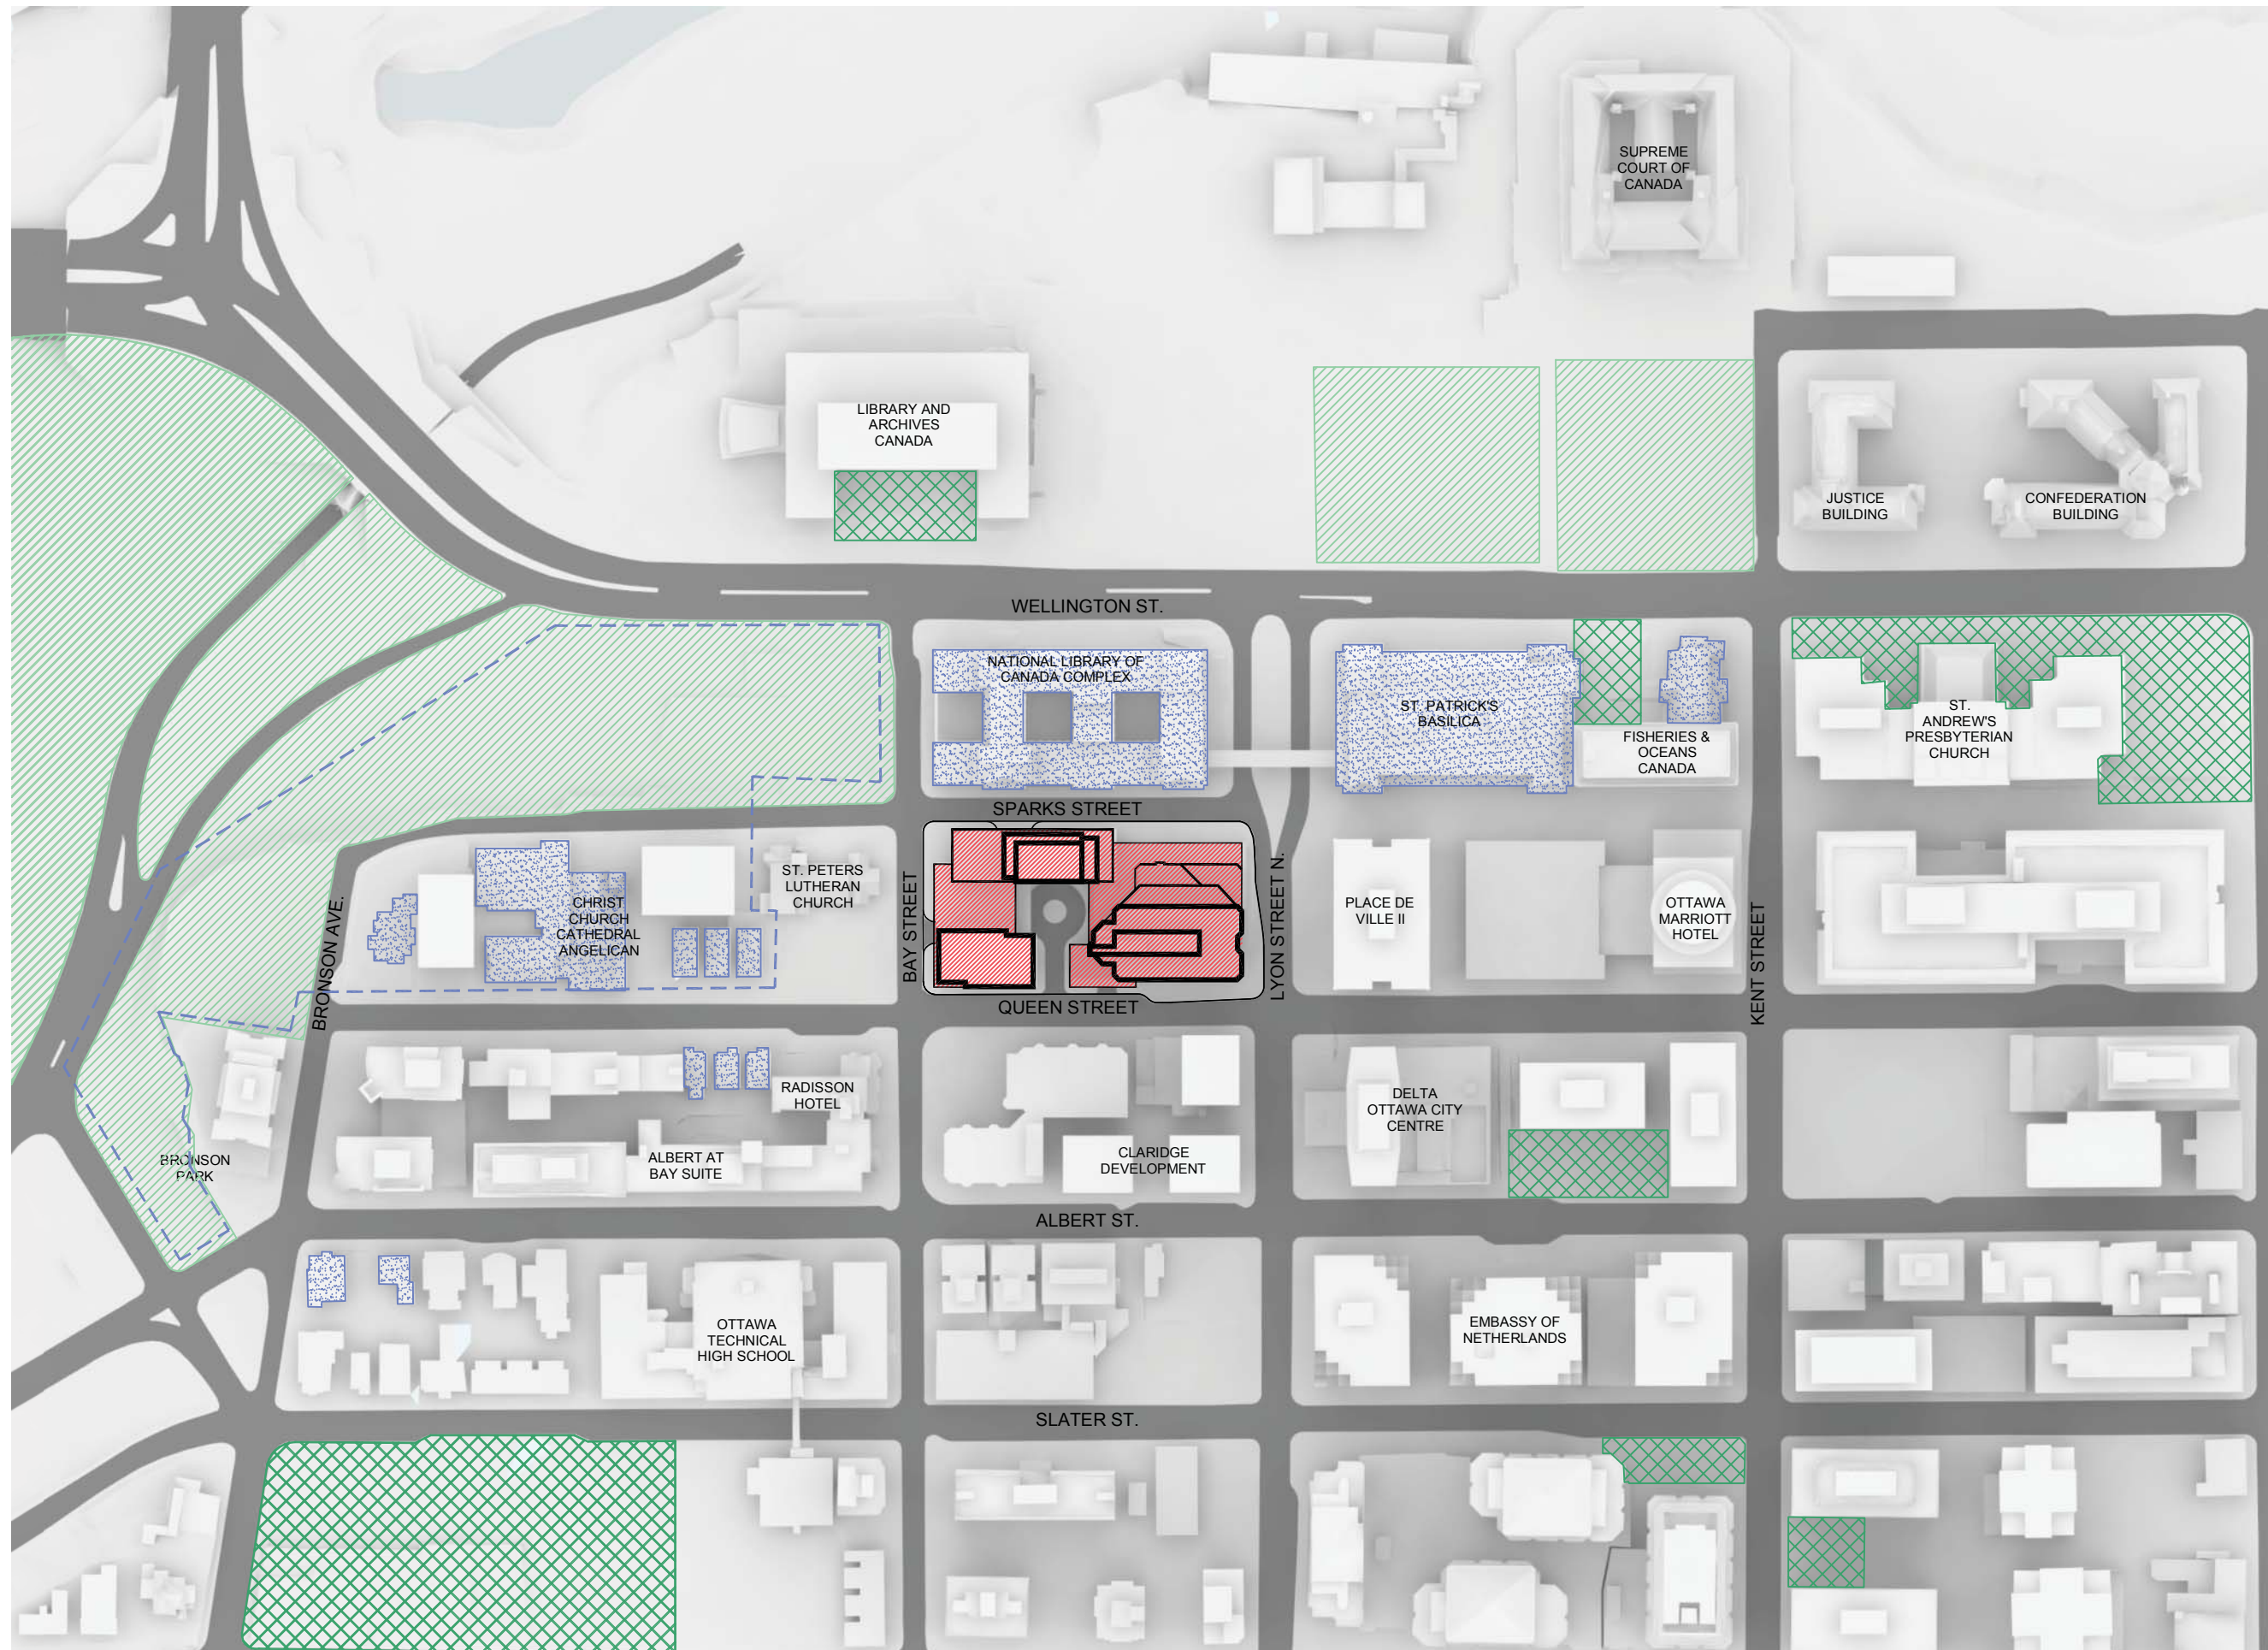 SUPREME
COURT OF
CANADA
LIBRARY AND
ARCHIVES
CANADA
JUSTICE
BUILDING
CONFEDERATION
BUILDING
WELLINGTON ST.
NATIONAL LIBRARY OF
CANADA COMPLEX
ST. PATRICK'S
BASILICA
FISHERIES &
OCEANS
CANADA
ST.
ANDREW'S
PRESBYTERIAN
CHURCH
SPARKS STREET
ST. PETERS
LUTHERAN
CHURCH
CHRIST
CHURCH
CATHEDRAL
ANGELICAN
BRONSON AVE.
BAY STREET
LYON STREET N.
PLACE DE
VILLE II
OTTAWA
MARRIOTT
HOTEL
KENT STREET
QUEEN STREET
RADISSON
HOTEL
DELTA
OTTAWA CITY
CENTRE
BRONSON
PARK
ALBERT AT
BAY SUITE
CLARIDGE
DEVELOPMENT
ALBERT ST.
OTTAWA
TECHNICAL
HIGH SCHOOL
EMBASSY OF
NETHERLANDS
SLATER ST.